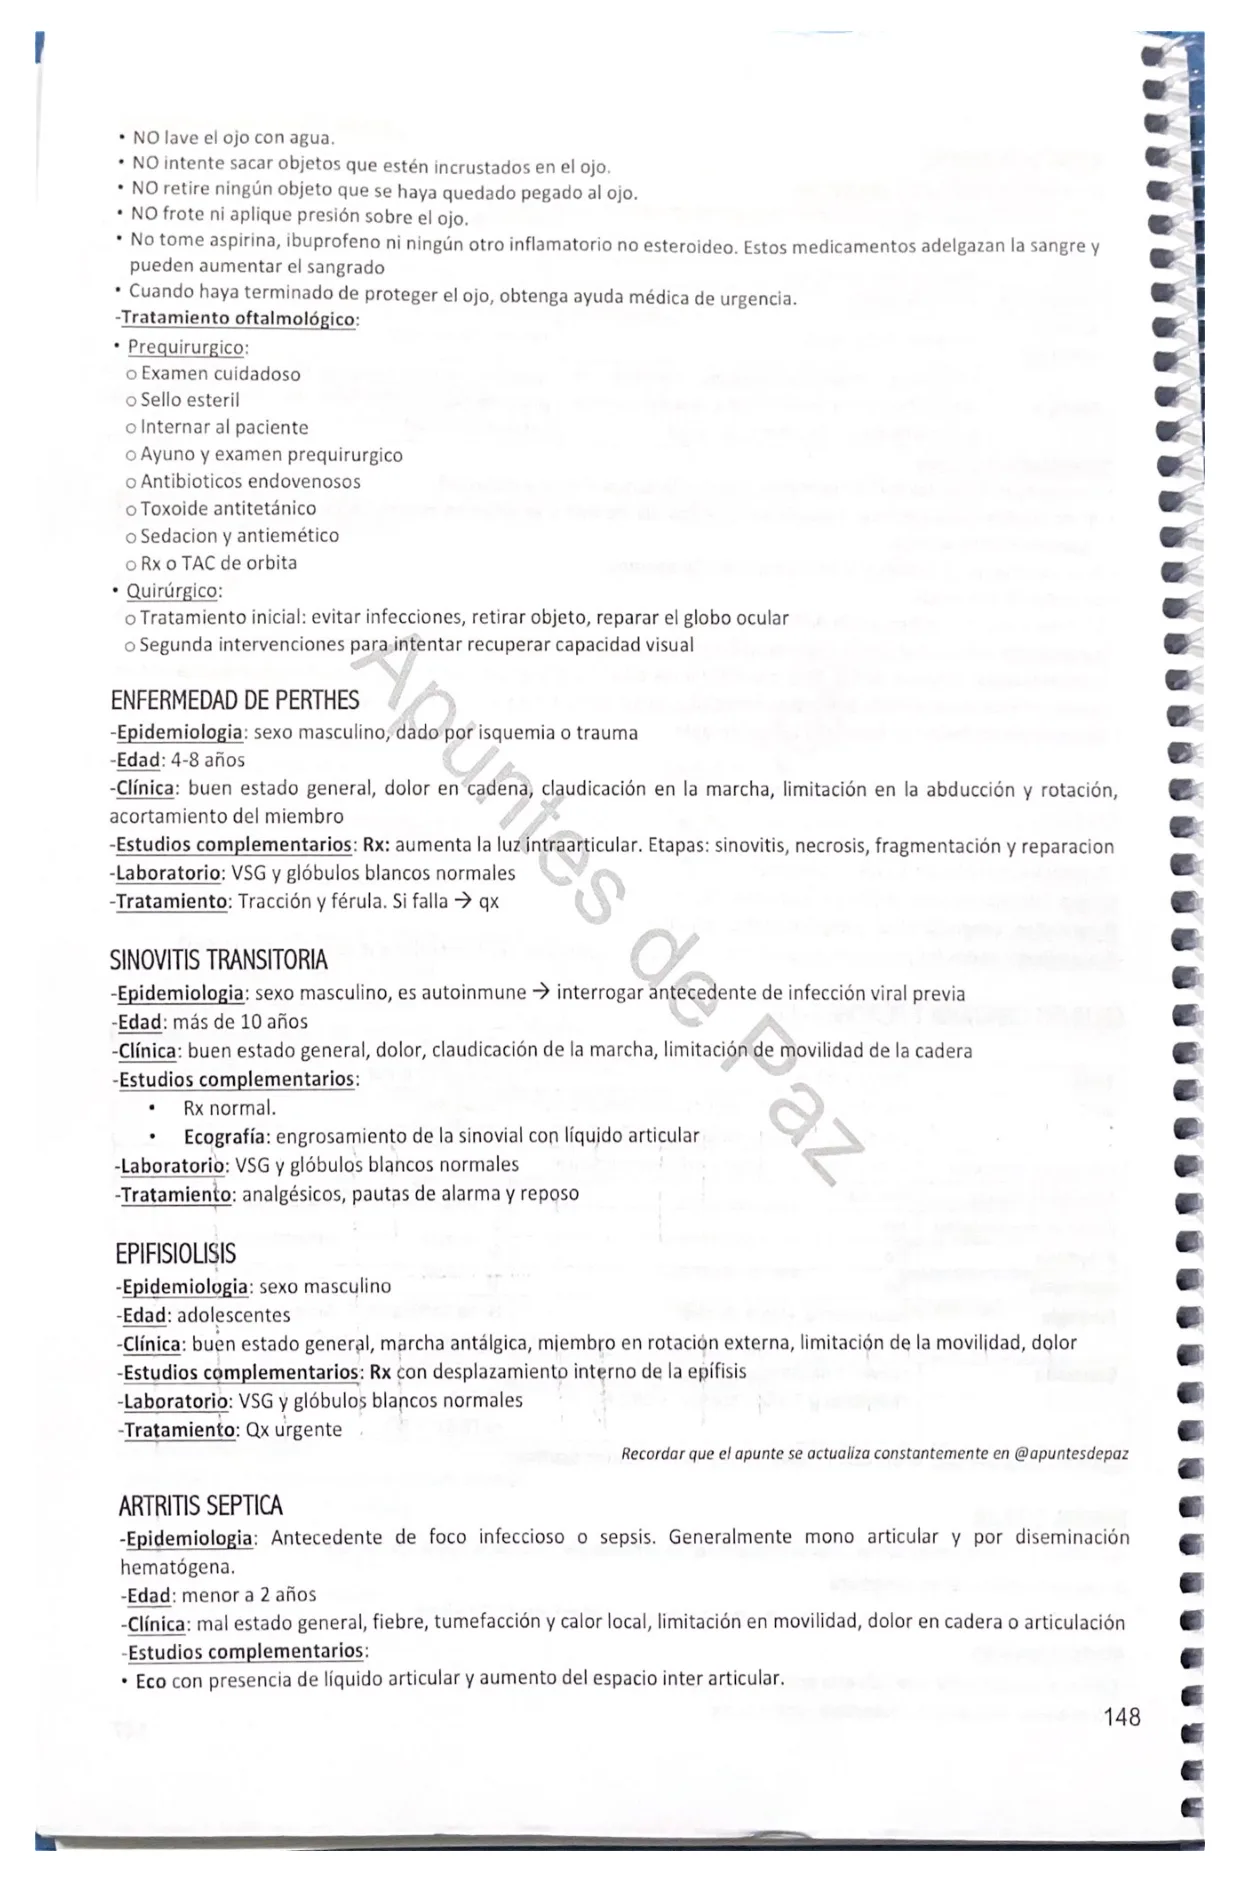 • NO lave el ojo con agua.
• NO intente sacar objetos que estén incrustados en el ojo.
• NO retire ningún objeto que se haya quedado pegado al ojo.
• NO frote ni aplique presión sobre el ojo.
• No tome aspirina, ibuprofeno ni ningún otro inflamatorio no esteroideo. Estos medicamentos adelgazan la sangre y
pueden aumentar el sangrado
• Cuando haya terminado de proteger el ojo, obtenga ayuda médica de urgencia.
-Tratamiento oftalmológico:
• Prequirurgico:
o Examen cuidadoso
o Sello esteril
o Internar al paciente
o Ayuno y examen prequirurgico
o Antibioticos endovenosos
o Toxoide antitetánico
o Sedacion y antiemético
o Rx o TAC de orbita
• Quirúrgico:
o Tratamiento inicial: evitar infecciones, retirar objeto, reparar el globo ocular
o Segunda intervenciones para intentar recuperar capacidad visual
ENFERMEDAD DE PERTHES
-Epidemiologia: sexo masculino, dado por isquemia o trauma
-Edad: 4-8 años
-Clínica: buen estado general, dolor en cadena, claudicación en la marcha, limitación en la abducción y rotación,
acortamiento del miembro
-Estudios complementarios: Rx: aumenta la luz intraarticular. Etapas: sinovitis, necrosis, fragmentación y reparacion
-Laboratorio: VSG y glóbulos blancos normales
-Tratamiento: Tracción y férula. Si falla → qx
SINOVITIS TRANSITORIA
-Epidemiologia: sexo masculino, es autoinmune → interrogar antecedente de infección viral previa
-Edad: más de 10 años
-Clínica: buen estado general, dolor, claudicación de la marcha, limitación de movilidad de la cadera
-Estudios complementarios:
• Rx normal.
• Ecografía: engrosamiento de la sinovial con líquido articular
-Laboratorio: VSG y glóbulos blancos normales
-Tratamiento: analgésicos, pautas de alarma y reposo
EPIFISIOLISIS
-Epidemiologia: sexo masculino
-Edad: adolescentes
-Clínica: buen estado general, marcha antálgica, miembro en rotación externa, limitación de la movilidad, dolor
-Estudios complementarios: Rx con desplazamiento interno de la epífisis
-Laboratorio: VSG y glóbulos blancos normales
-Tratamiento: Qx urgente
Recordar que el apunte se actualiza constantemente en @apuntesdepaz
ARTRITIS SEPTICA
-Epidemiologia: Antecedente de foco infeccioso o sepsis. Generalmente mono articular y por diseminación
hematógena.
-Edad: menor a 2 años
-Clínica: mal estado general, fiebre, tumefacción y calor local, limitación en movilidad, dolor en cadera o articulación
-Estudios complementarios:
• Eco con presencia de líquido articular y aumento del espacio inter articular.
148
Apuntes de Paz